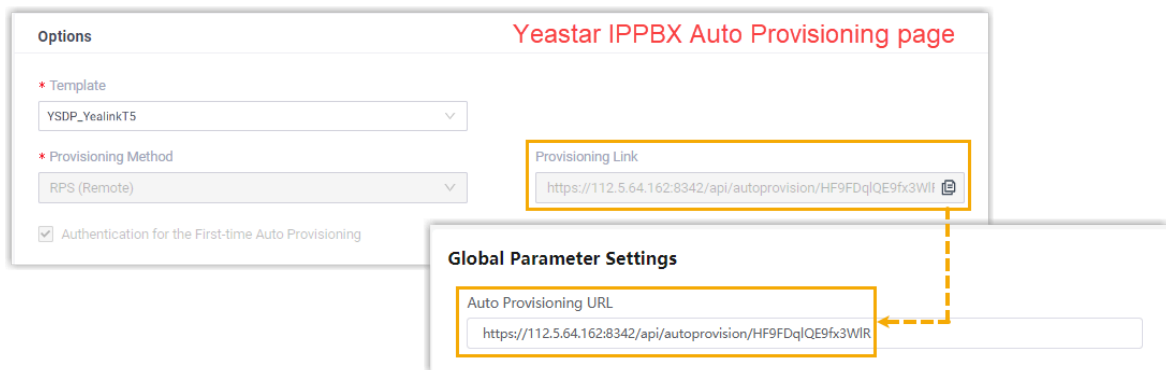 Options
Yeastar IPPBX Auto Provisioning page
* Template
YSDP_YealinkT5
* Provisioning Method
Provisioning Link
RPS (Remote)
https://112.5.64.162:8342/api/autoprovision/HF9FDqlQE9fx3WlF
Authentication for the First-time Auto Provisioning
Global Parameter Settings
Auto Provisioning URL
https://112.5.64.162:8342/api/autoprovision/HF9FDqlQE9fx3WlR